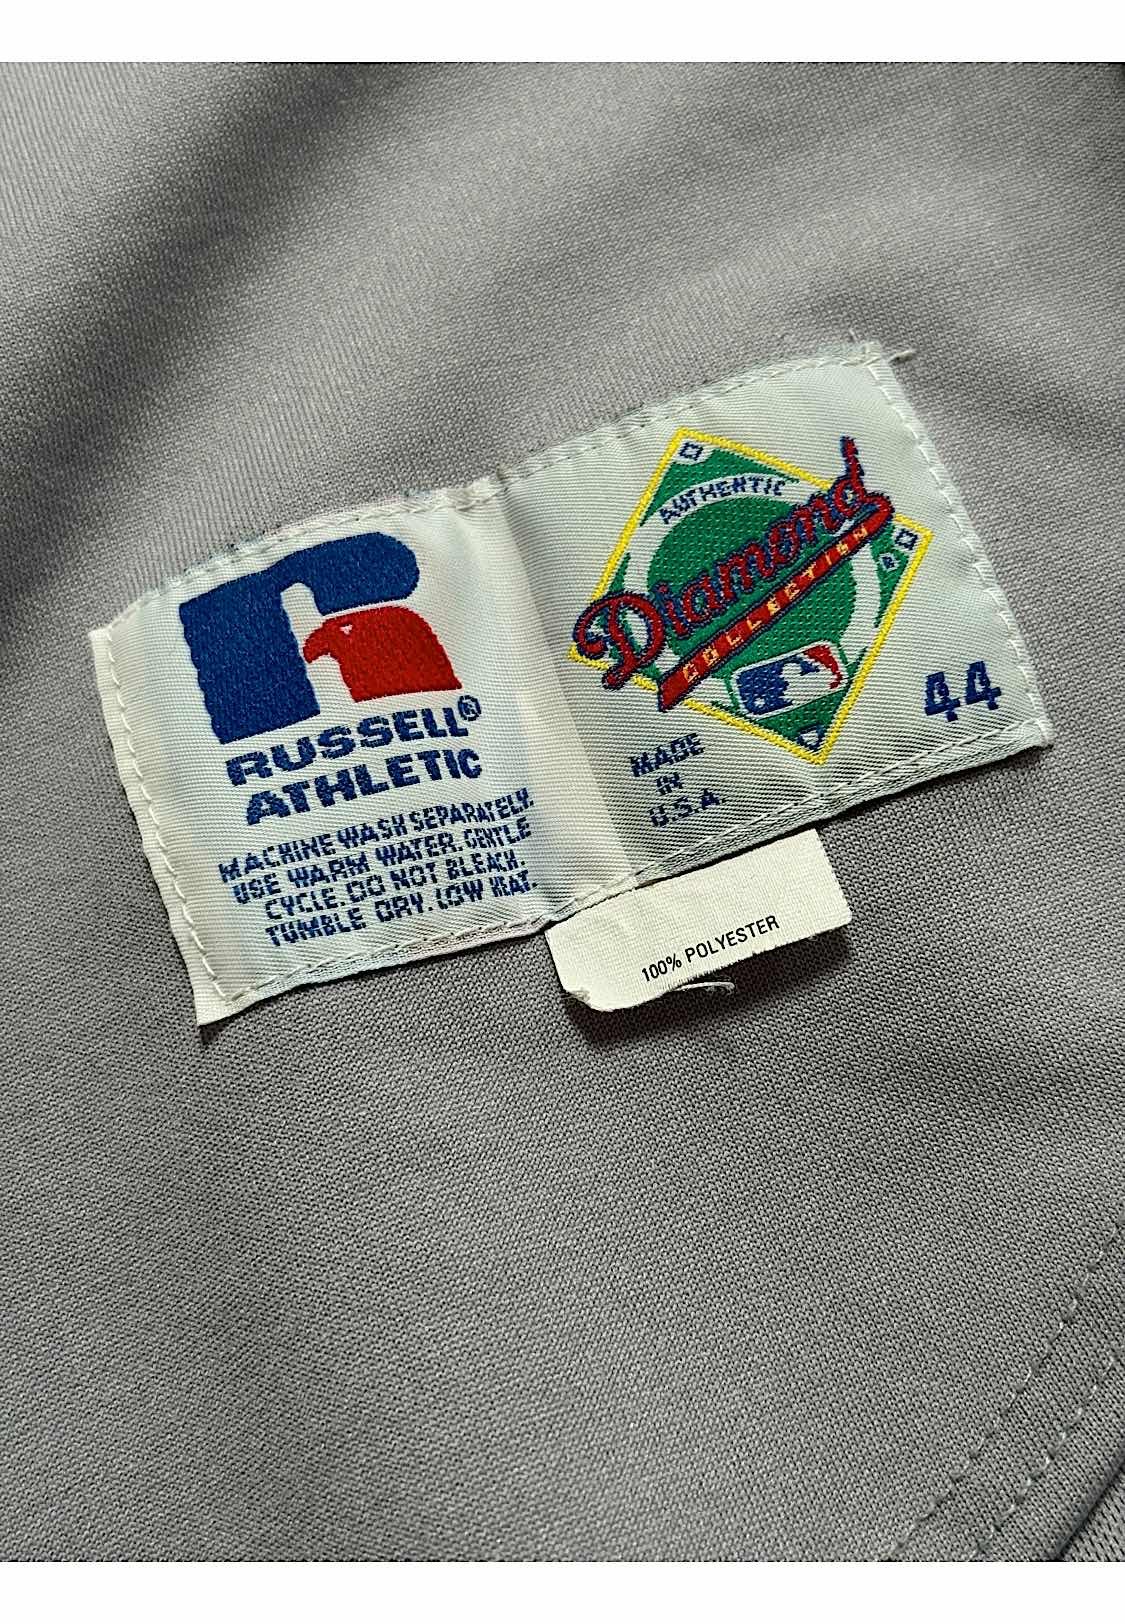 RUSSELL®
ATHLETIC
MACHINE WASH SEPARATELY.
USE WARM WATER. GENTLE
CYCLE. DO NOT BLEACH.
TUMBLE DRY. LOW HEAT.
AUTHENTIC
Diamond
COLLECTION
44
MADE
IN
U.S.A.
100% POLYESTER